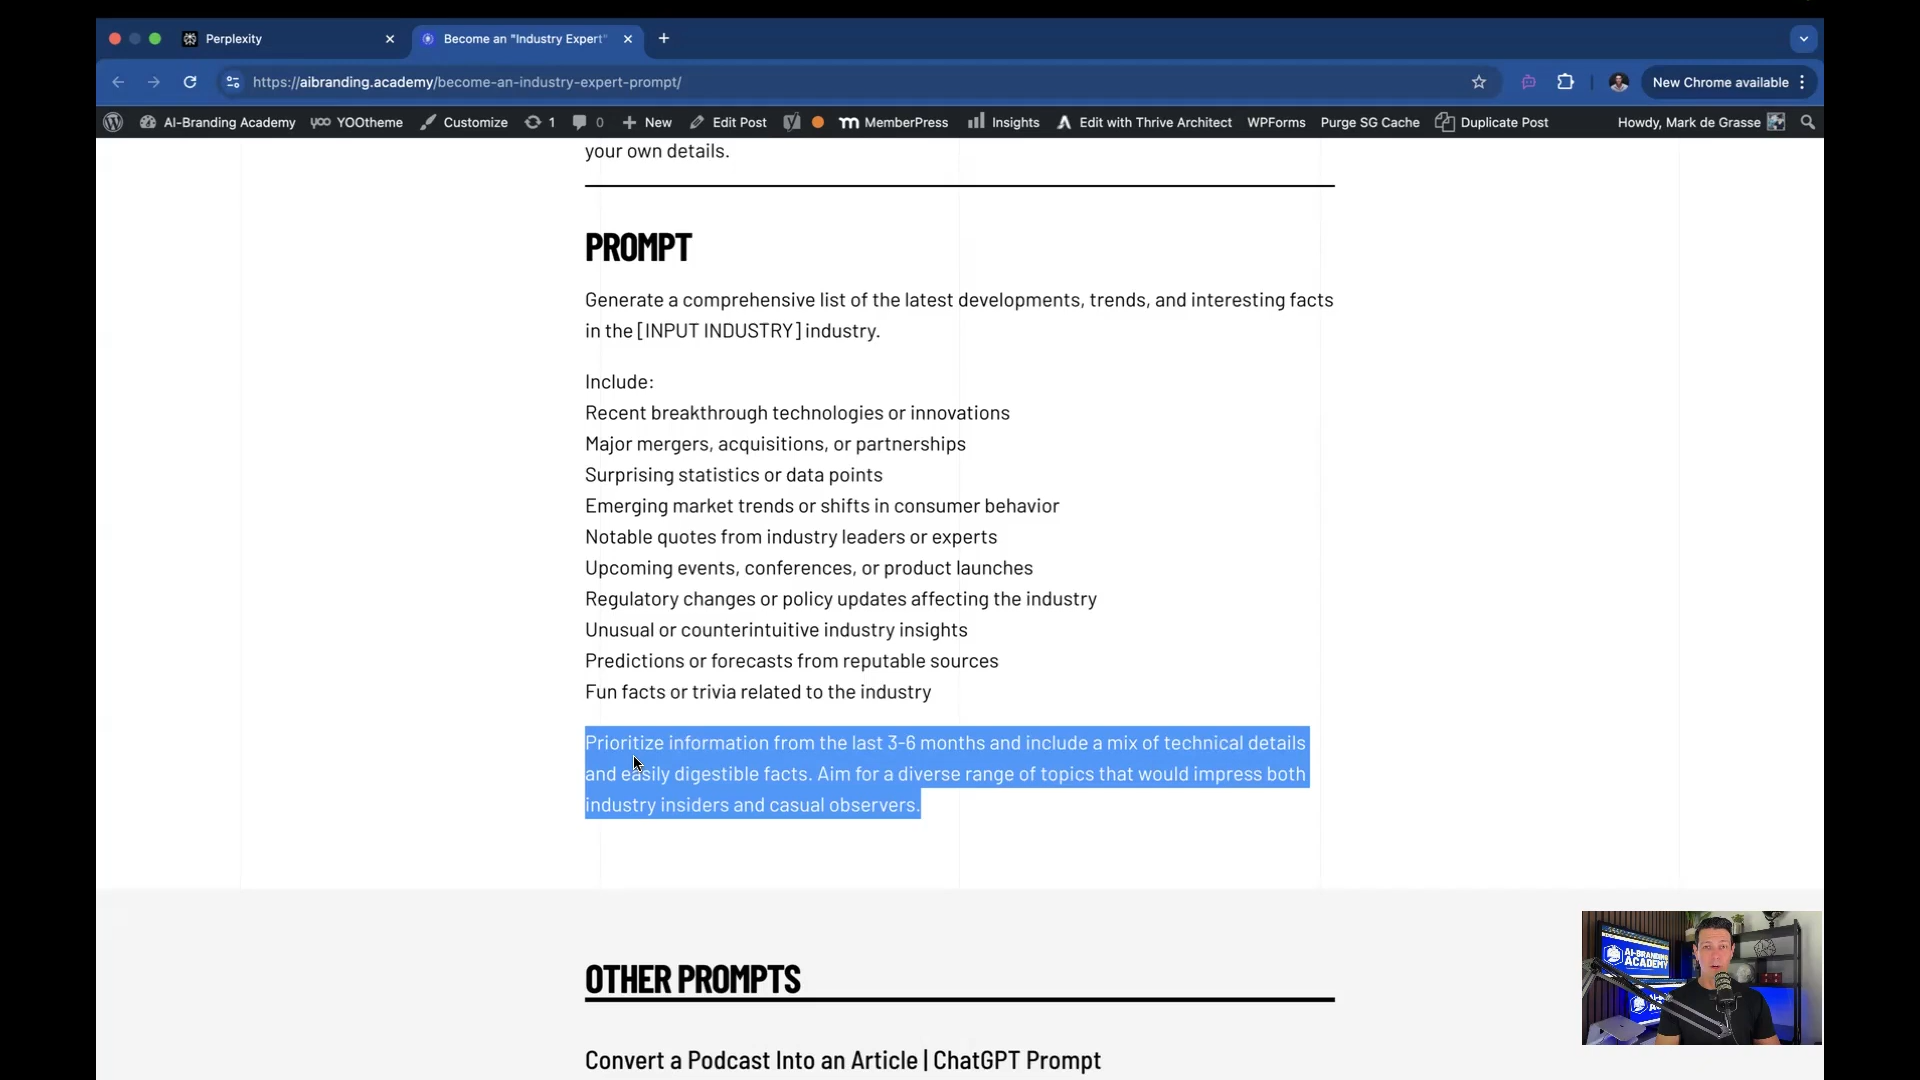 Perplexity
Become an "Industry Expert"
https://aibranding.academy/become-an-industry-expert-prompt/
New Chrome available
AI-Branding Academy YOOtheme Customize 1 0 New Edit Post MemberPress Insights Edit with Thrive Architect WPForms Purge SG Cache Duplicate Post Howdy, Mark de Grasse
your own details.
PROMPT
Generate a comprehensive list of the latest developments, trends, and interesting facts
in the [INPUT INDUSTRY] industry.
Include:
Recent breakthrough technologies or innovations
Major mergers, acquisitions, or partnerships
Surprising statistics or data points
Emerging market trends or shifts in consumer behavior
Notable quotes from industry leaders or experts
Upcoming events, conferences, or product launches
Regulatory changes or policy updates affecting the industry
Unusual or counterintuitive industry insights
Predictions or forecasts from reputable sources
Fun facts or trivia related to the industry
Prioritize information from the last 3-6 months and include a mix of technical details
and easily digestible facts. Aim for a diverse range of topics that would impress both
industry insiders and casual observers.
AI-BRANDING
ACADEMY
OTHER PROMPTS
Convert a Podcast Into an Article | ChatGPT Prompt